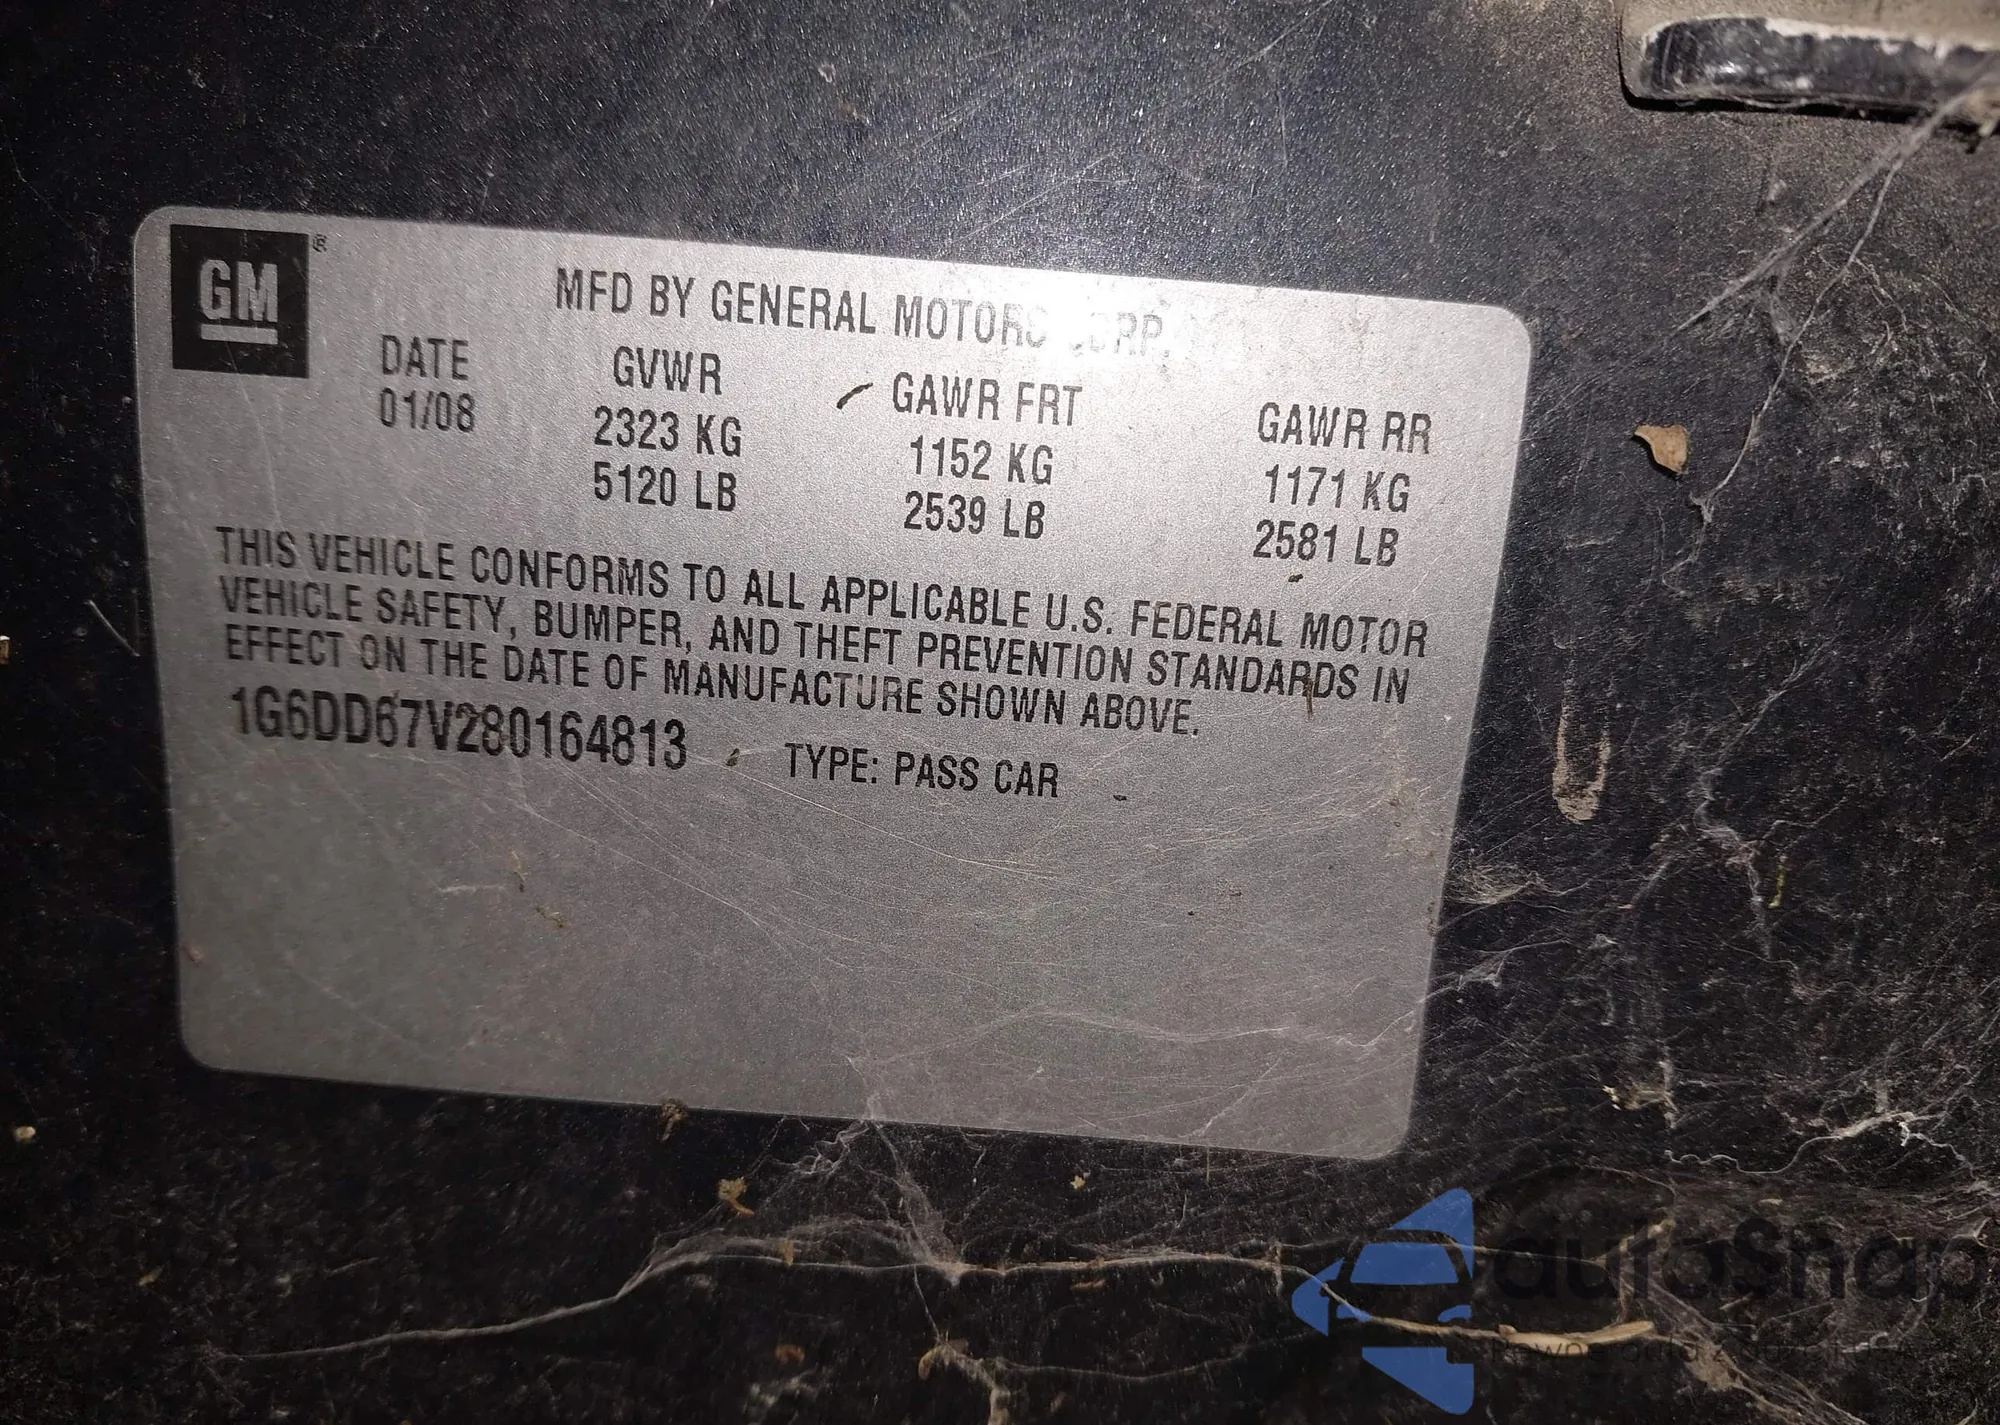 GM®
MFD BY GENERAL MOTORS CORP.
DATE GVWR GAWR FRT GAWR RR
01/08 2323 KG 1152 KG 1171 KG
5120 LB 2539 LB 2581 LB
THIS VEHICLE CONFORMS TO ALL APPLICABLE U.S. FEDERAL MOTOR
VEHICLE SAFETY, BUMPER, AND THEFT PREVENTION STANDARDS IN
EFFECT ON THE DATE OF MANUFACTURE SHOWN ABOVE.
1G6DD67V280164813 TYPE: PASS CAR
autosnap